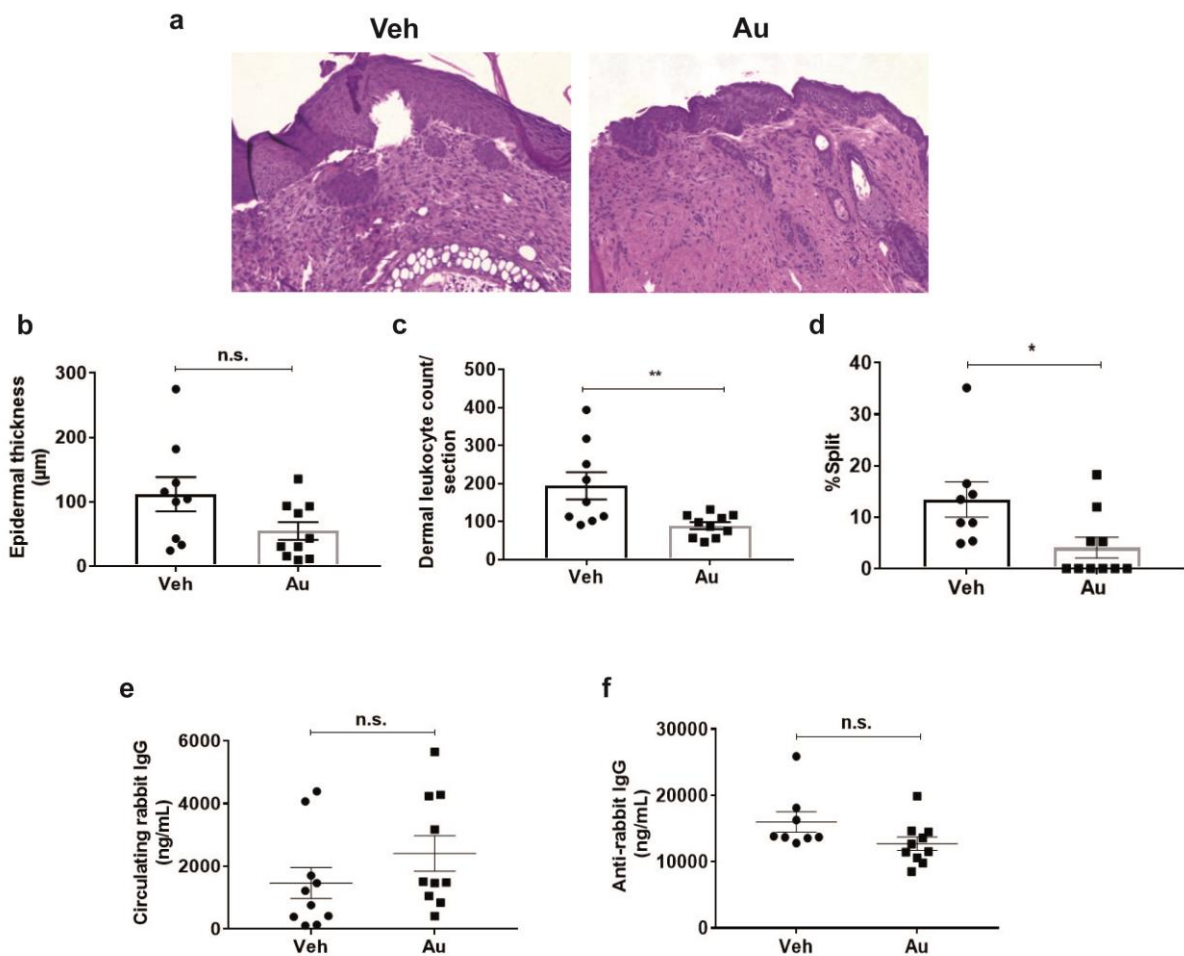 a
Veh
Au
b
n.s.
Epidermal thickness
(µm)
300
200
100
0
Veh
Au
c
**
Dermal leukocyte count/
section
500
400
300
200
100
0
Veh
Au
d
*
%Split
40
30
20
10
0
Veh
Au
e
n.s.
Circulating rabbit IgG
(ng/mL)
6000
4000
2000
0
Veh
Au
f
n.s.
Anti-rabbit IgG
(ng/mL)
30000
20000
10000
0
Veh
Au